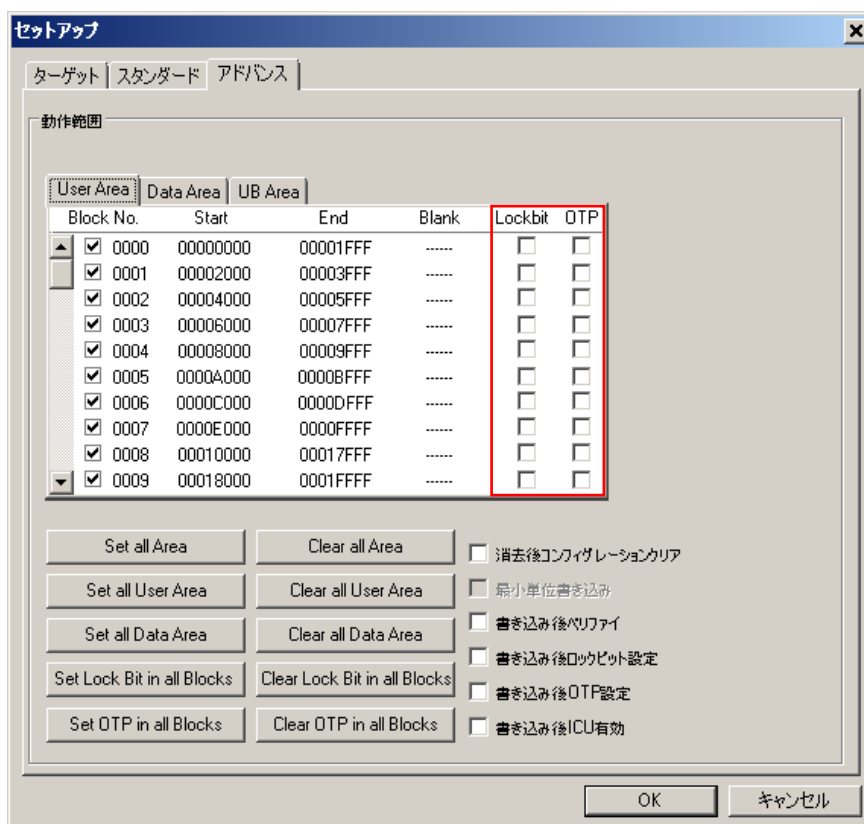 セットアップ
ターゲット スタンダード アドバンス
動作範囲
User Area Data Area UB Area
Block No. Start End Blank Lockbit OTP
0000 00000000 00001FFF ------
0001 00002000 00003FFF ------
0002 00004000 00005FFF ------
0003 00006000 00007FFF ------
0004 00008000 00009FFF ------
0005 0000A000 0000BFFF ------
0006 0000C000 0000DFFF ------
0007 0000E000 0000FFFF ------
0008 00010000 00017FFF ------
0009 00018000 0001FFFF ------
Set all Area Clear all Area 消去後コンフィグレーションクリア
Set all User Area Clear all User Area 最小単位書き込み
Set all Data Area Clear all Data Area 書き込み後ベリファイ
Set Lock Bit in all Blocks Clear Lock Bit in all Blocks 書き込み後ロックビット設定
Set OTP in all Blocks Clear OTP in all Blocks 書き込み後OTP設定
書き込み後ICU有効
OK キャンセル